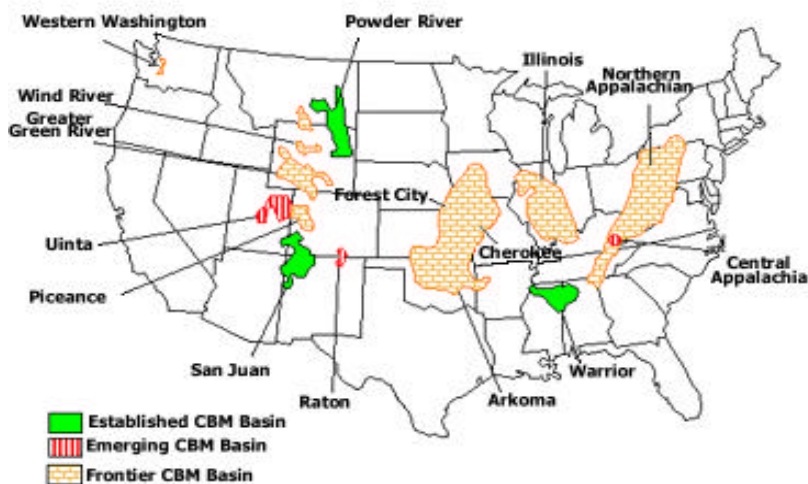 Western Washington
Powder River
Illinois
Northern
Appalachian
Wind River
Greater
Green River
Forest City
Cherokee
Uinta
Central
Appalachia
Piceance
San Juan
Warrior
Raton
Arkoma
Established CBM Basin
Emerging CBM Basin
Frontier CBM Basin